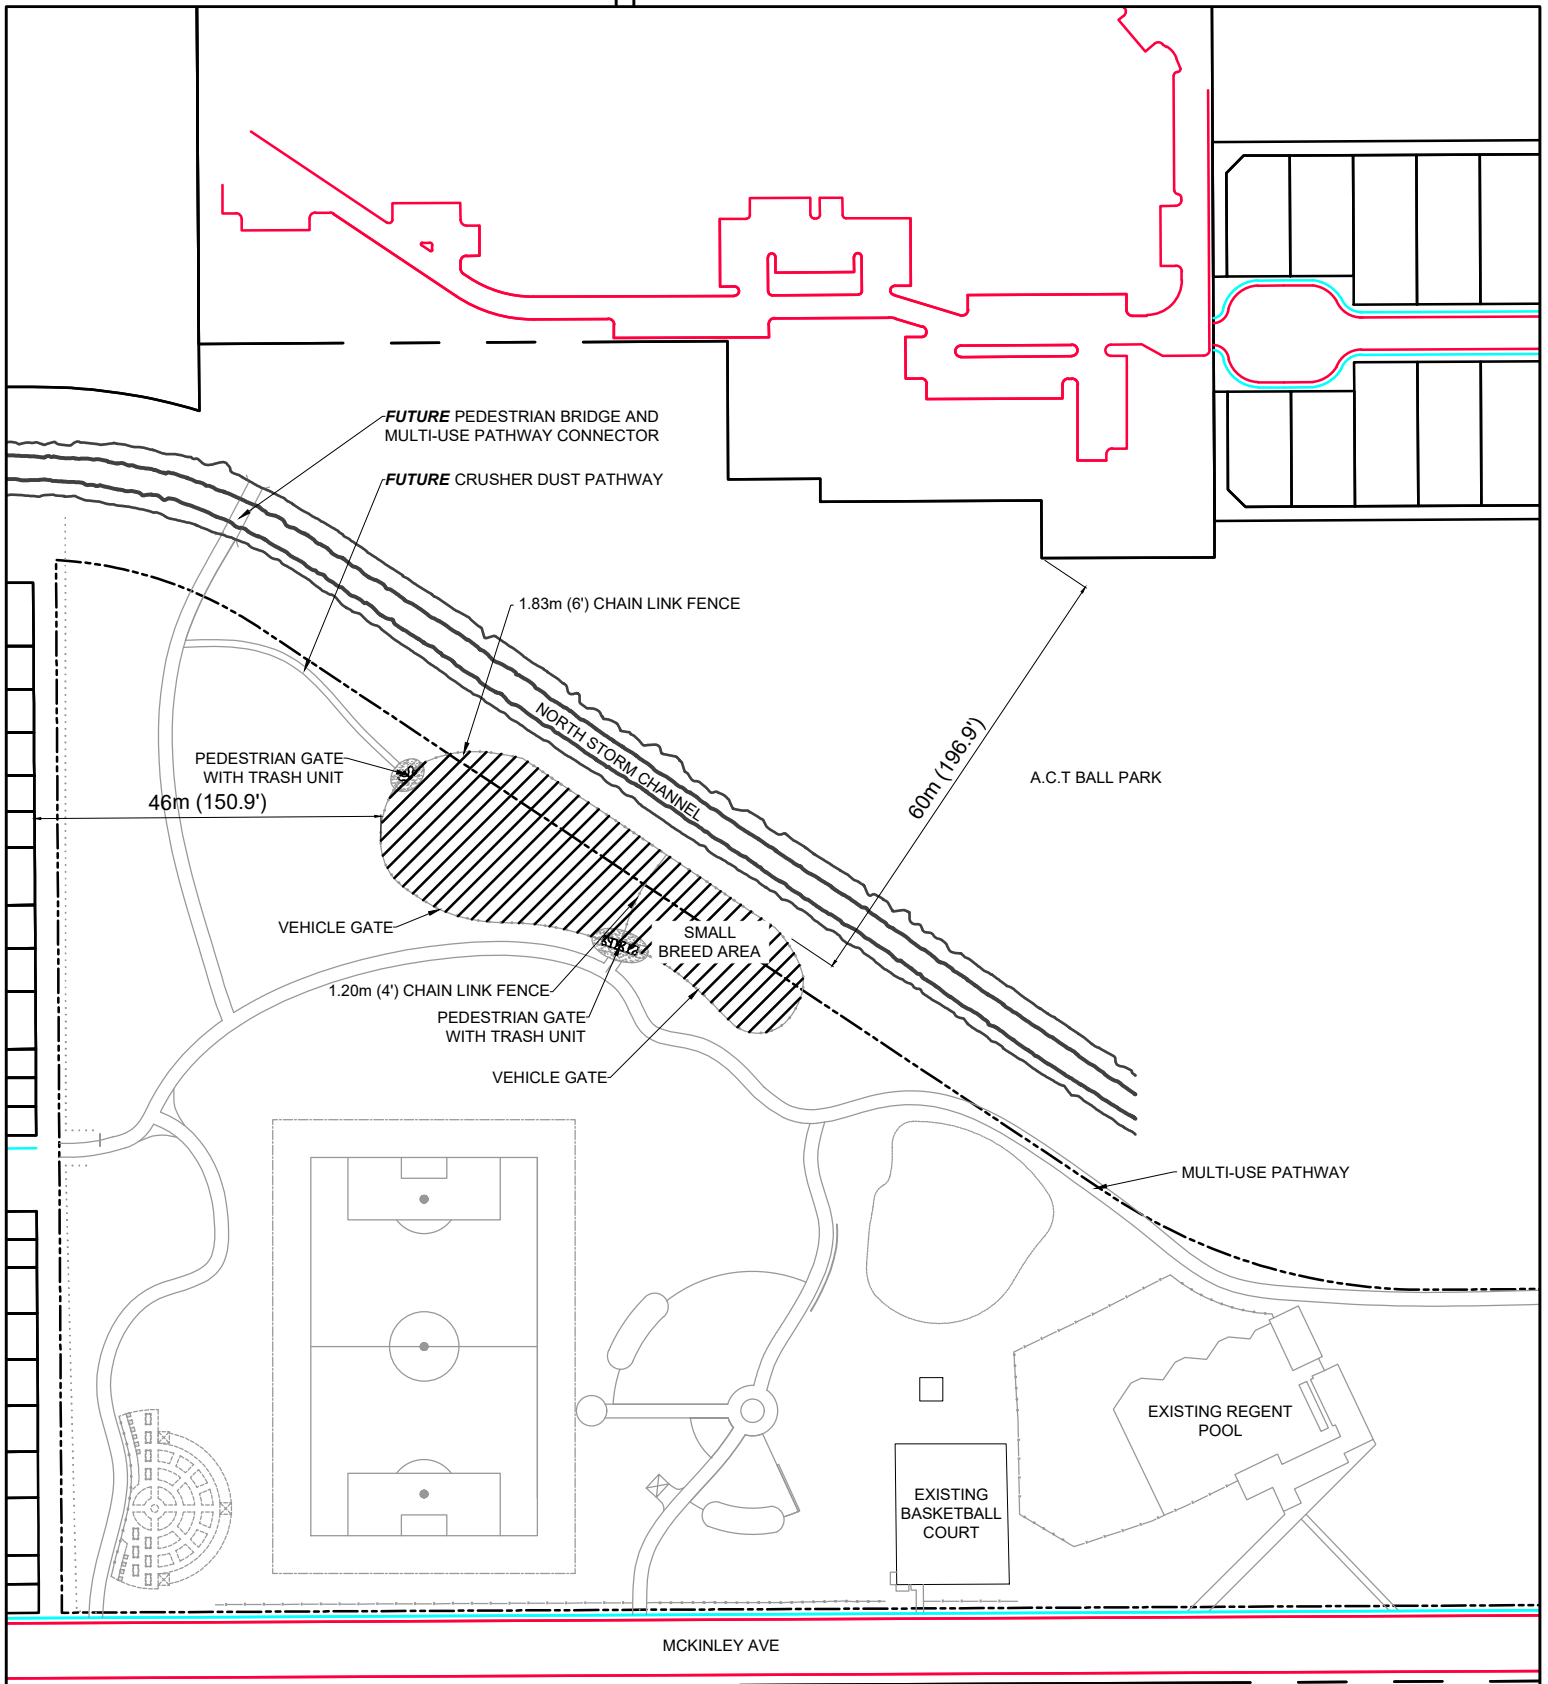 FUTURE PEDESTRIAN BRIDGE AND
MULTI-USE PATHWAY CONNECTOR
FUTURE CRUSHER DUST PATHWAY
1.83m (6') CHAIN LINK FENCE
NORTH STORM CHANNEL
PEDESTRIAN GATE
WITH TRASH UNIT
46m (150.9')
60m (196.9')
A.C.T BALL PARK
VEHICLE GATE
SMALL
BREED AREA
1.20m (4') CHAIN LINK FENCE
PEDESTRIAN GATE
WITH TRASH UNIT
VEHICLE GATE
MULTI-USE PATHWAY
EXISTING REGENT
POOL
EXISTING
BASKETBALL
COURT
MCKINLEY AVE